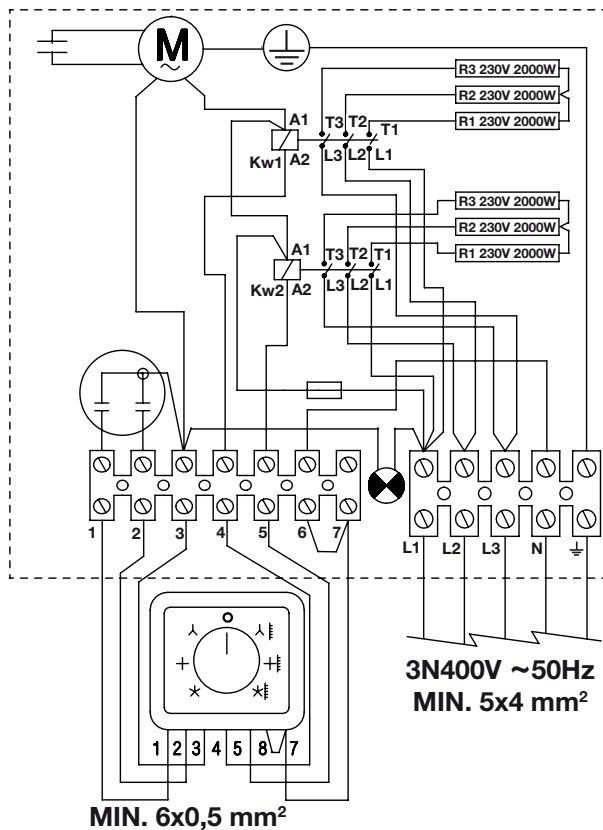 M
~
R3 230V 2000W
R2 230V 2000W
R1 230V 2000W
A1
T3
T2
T1
Kw1
A2
L3
L2
L1
R3 230V 2000W
R2 230V 2000W
R1 230V 2000W
A1
T3
T2
T1
Kw2
A2
L3
L2
L1
1 2 3 4 5 6 7
L1 L2 L3 N
3N400V ~50Hz
MIN. 5x4 mm²
1 2 3 4 5 8 7
MIN. 6x0,5 mm²